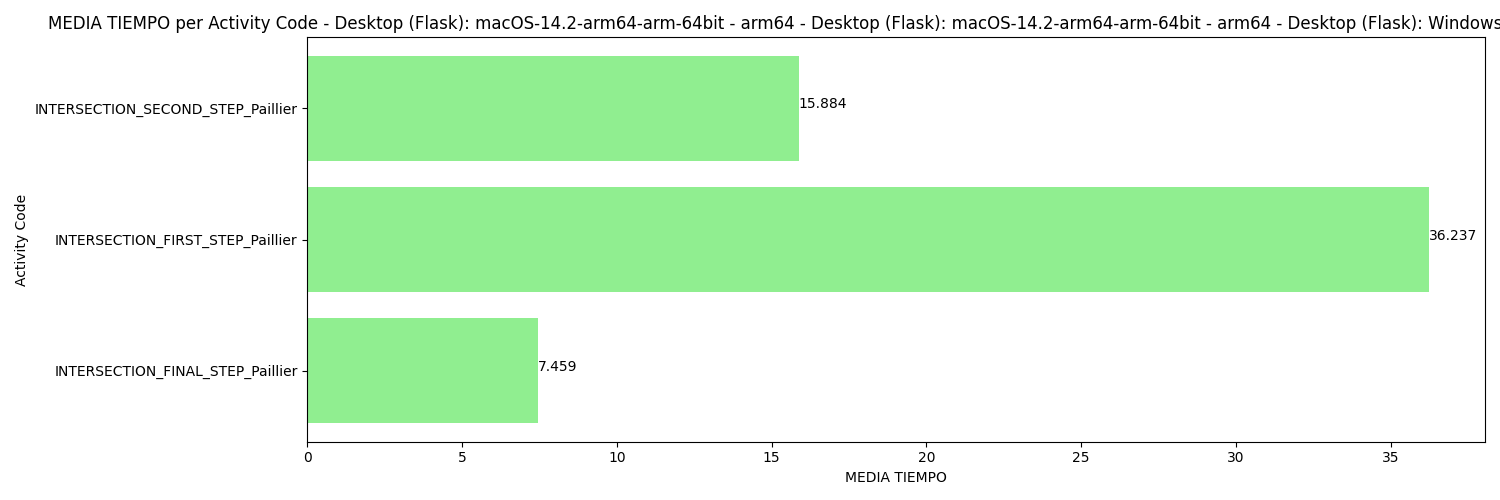 MEDIA TIEMPO per Activity Code - Desktop (Flask): macOS-14.2-arm64-arm-64bit - arm64 - Desktop (Flask): macOS-14.2-arm64-arm-64bit - arm64 - Desktop (Flask): Windows
INTERSECTION_SECOND_STEP_Paillier
15.884
INTERSECTION_FIRST_STEP_Paillier
36.237
INTERSECTION_FINAL_STEP_Paillier
7.459
Activity Code
0 5 10 15 20 25 30 35
MEDIA TIEMPO